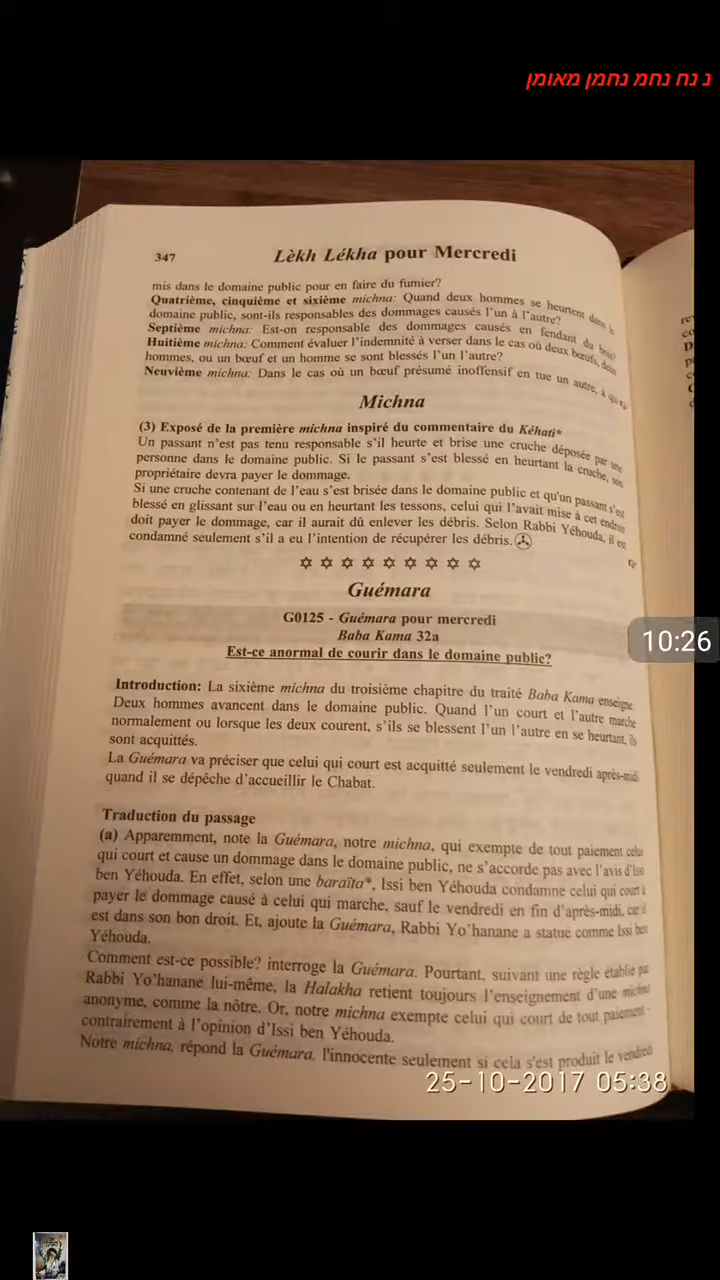 נ נח נחמ נחמן מאומן
347 Lèkh Lékha pour Mercredi
mis dans le domaine public pour en faire du fumier?
Quatrième, cinquième et sixième michna: Quand deux hommes se heurtent dans le
domaine public, sont-ils responsables des dommages causés l'un à l'autre?
Septième michna: Est-on responsable des dommages causés en fendant du bois?
Huitième michna: Comment évaluer l'indemnité à verser dans le cas où deux bœufs, deux
hommes, ou un bœuf et un homme se sont blessés l'un l'autre?
Neuvième michna: Dans le cas où un bœuf présumé inoffensif en tue un autre, à qui
Michna
(3) Exposé de la première michna inspiré du commentaire du Kéhati*
Un passant n'est pas tenu responsable s'il heurte et brise une cruche déposée par une
personne dans le domaine public. Si le passant s'est blessé en heurtant la cruche, son
propriétaire devra payer le dommage.
Si une cruche contenant de l'eau s'est brisée dans le domaine public et qu'un passant s'est
blessé en glissant sur l'eau ou en heurtant les tessons, celui qui l'avait mise à cet endroit
doit payer le dommage, car il aurait dû enlever les débris. Selon Rabbi Yéhouda, il est
condamné seulement s'il a eu l'intention de récupérer les débris.
Guémara
G0125 - Guémara pour mercredi
Baba Kama 32a
Est-ce anormal de courir dans le domaine public?
10:26
Introduction: La sixième michna du troisième chapitre du traité Baba Kama enseigne:
Deux hommes avancent dans le domaine public. Quand l'un court et l'autre marche
normalement ou lorsque les deux courent, s'ils se blessent l'un l'autre en se heurtant, ils
sont acquittés.
La Guémara va préciser que celui qui court est acquitté seulement le vendredi après-midi
quand il se dépêche d'accueillir le Chabat.
Traduction du passage
(a) Apparemment, note la Guémara, notre michna, qui exempte de tout paiement celui
qui court et cause un dommage dans le domaine public, ne s'accorde pas avec l'avis d'Issi
ben Yéhouda. En effet, selon une baraïta*, Issi ben Yéhouda condamne celui qui court à
payer le dommage causé à celui qui marche, sauf le vendredi en fin d'après-midi, car il
est dans son bon droit. Et, ajoute la Guémara, Rabbi Yo'hanane a statué comme Issi ben
Yéhouda.
Comment est-ce possible? interroge la Guémara. Pourtant, suivant une règle établie par
Rabbi Yo'hanane lui-même, la Halakha retient toujours l'enseignement d'une michna
anonyme, comme la nôtre. Or, notre michna exempte celui qui court de tout paiement
contrairement à l'opinion d'Issi ben Yéhouda.
Notre michna, répond la Guémara, l'innocente seulement si cela s'est produit le vendredi
25-10-2017 05:38